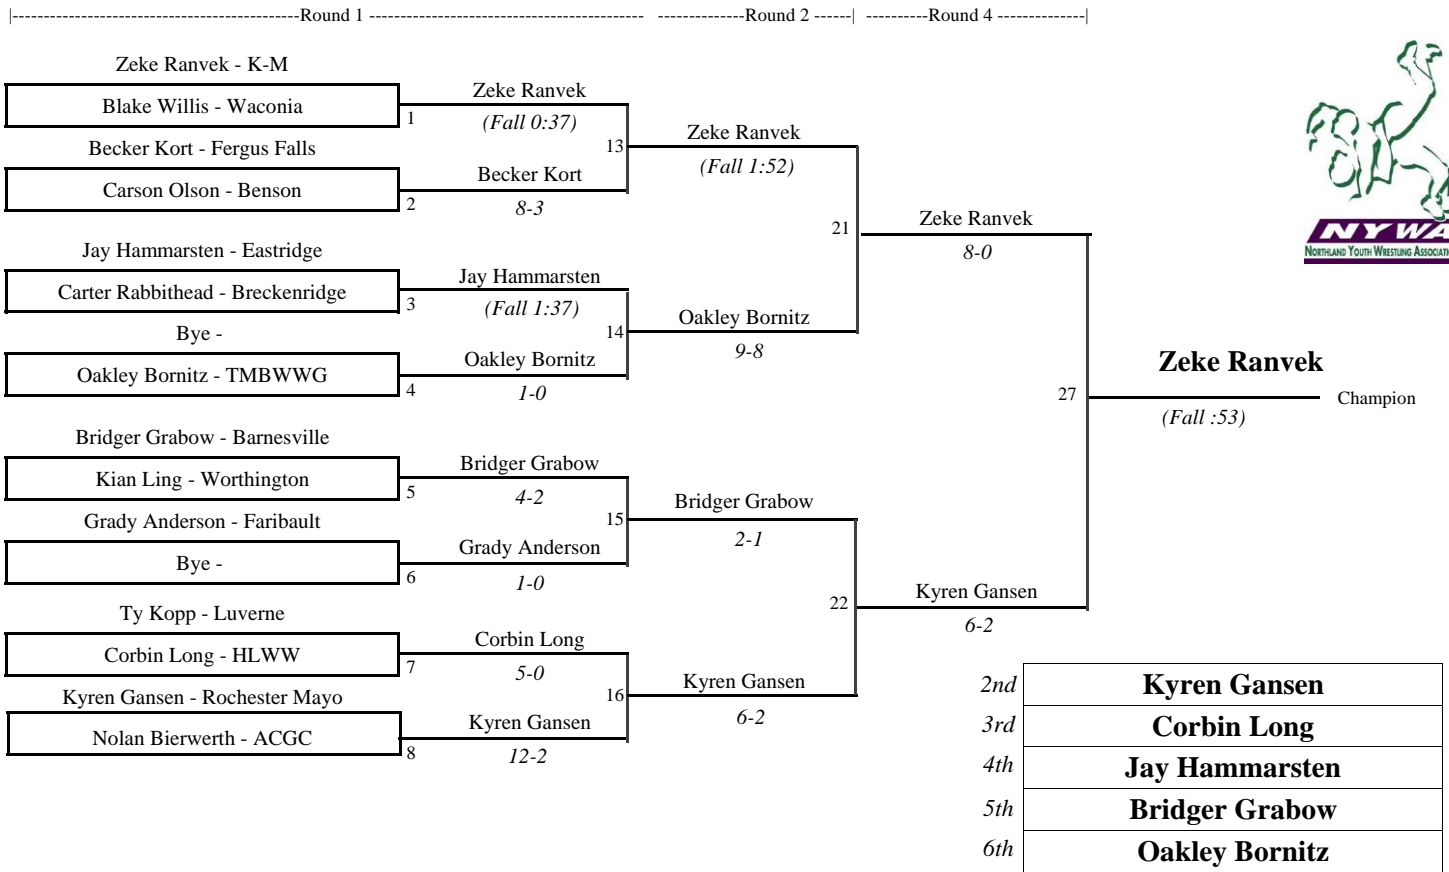 |--------------------------------------------Round 1 ------------------------------------------
-------------Round 2 ------|
----------Round 4 -------------|
Zeke Ranvek - K-M
Blake Willis - Waconia
1
Becker Kort - Fergus Falls
Carson Olson - Benson
2
Jay Hammarsten - Eastridge
Carter Rabbithead - Breckenridge
3
Bye -
Oakley Bornitz - TMBWWG
4
Bridger Grabow - Barnesville
Kian Ling - Worthington
5
Grady Anderson - Faribault
Bye -
6
Ty Kopp - Luverne
Corbin Long - HLWW
7
Kyren Gansen - Rochester Mayo
Nolan Bierwerth - ACGC
8
Zeke Ranvek
(Fall 0:37)
13
Becker Kort
8-3
Jay Hammarsten
(Fall 1:37)
14
Oakley Bornitz
1-0
Bridger Grabow
4-2
15
Grady Anderson
1-0
Corbin Long
5-0
16
Kyren Gansen
12-2
Zeke Ranvek
(Fall 1:52)
21
Oakley Bornitz
9-8
Bridger Grabow
2-1
22
Kyren Gansen
6-2
Zeke Ranvek
8-0
27
Kyren Gansen
6-2
Zeke Ranvek
Champion
(Fall :53)
NYWA
NORTHLAND YOUTH WRESTLING
2nd Kyren Gansen
3rd Corbin Long
4th Jay Hammarsten
5th Bridger Grabow
6th Oakley Bornitz